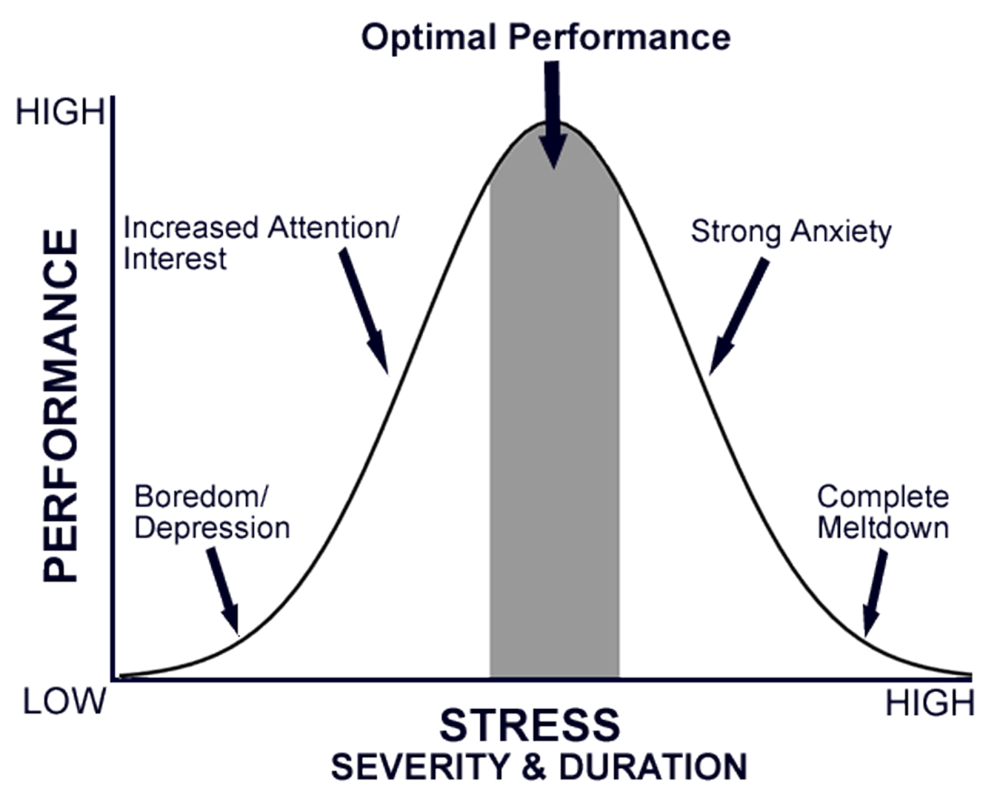 Optimal Performance
HIGH
Increased Attention/
Interest
Strong Anxiety
PERFORMANCE
Boredom/
Depression
Complete
Meltdown
LOW
HIGH
STRESS
SEVERITY & DURATION